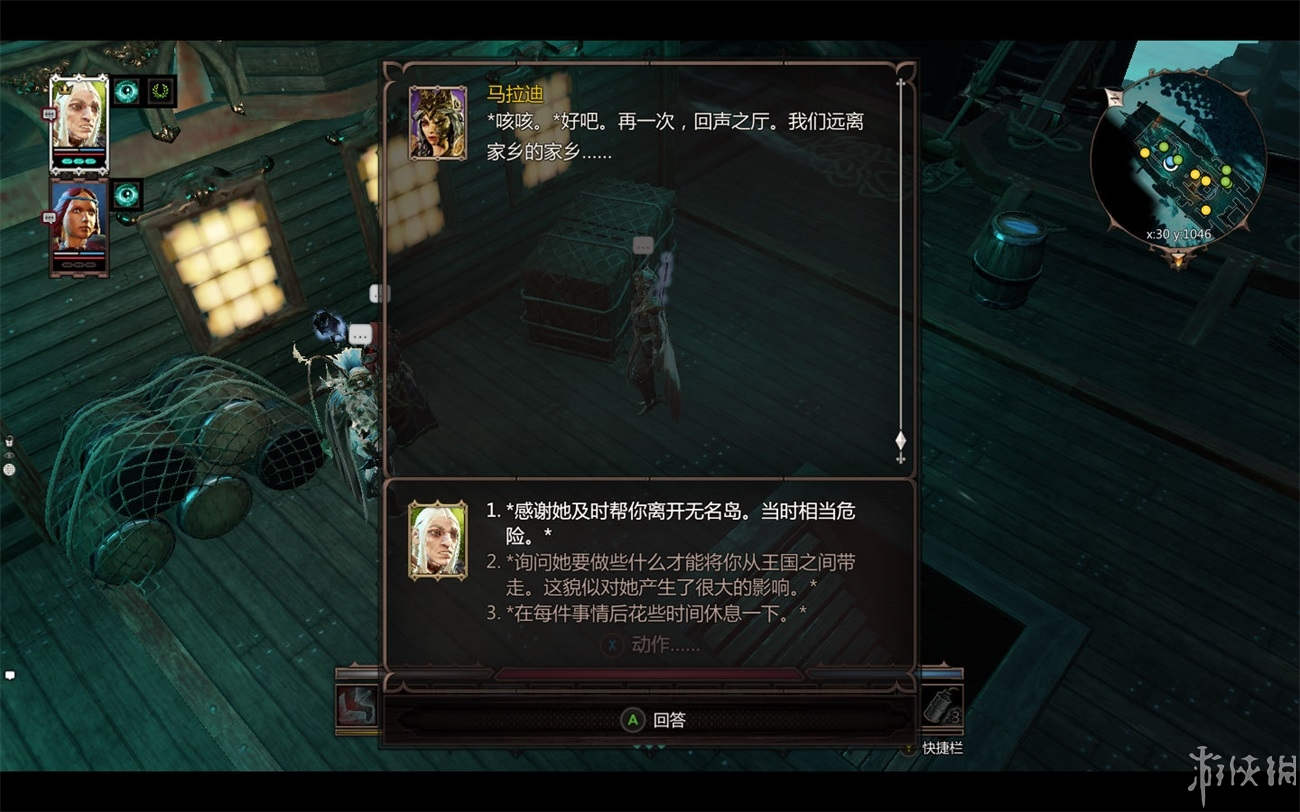 马拉迪
*咳咳。*好吧。再一次，回声之厅。我们远离
家乡的家乡......
x:30 y:1046
1. *感谢她及时帮你离开无名岛。当时相当危
险。*
2. *询问她要做些什么才能将你从王国之间带
走。这貌似对她产生了很大的影响。*
3. *在每件事情后花些时间休息一下。*
X 动作......
A 回答
3
Y 快捷栏
游侠网